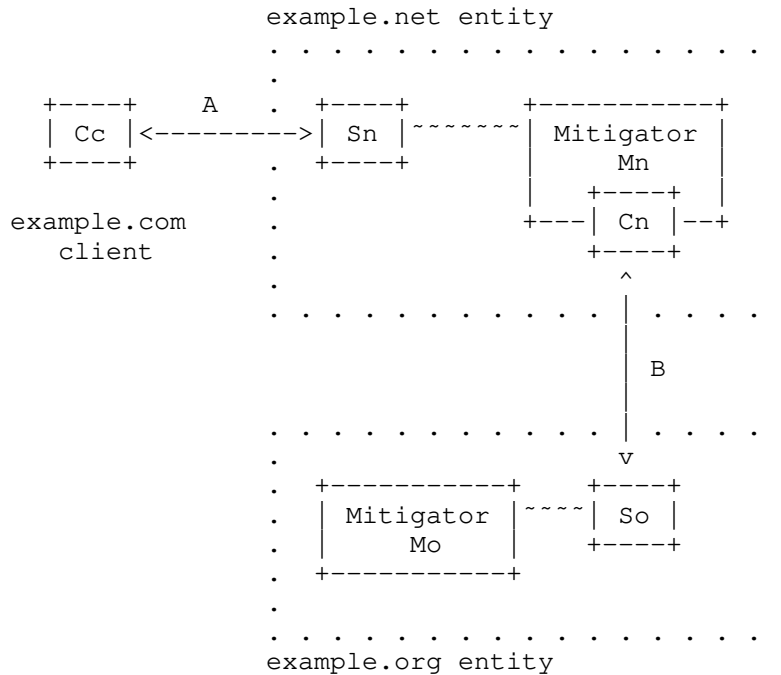 example.net entity
A
Cc Sn Mitigator
Mn
example.com Cn
client
B
Mitigator So
Mo
example.org entity